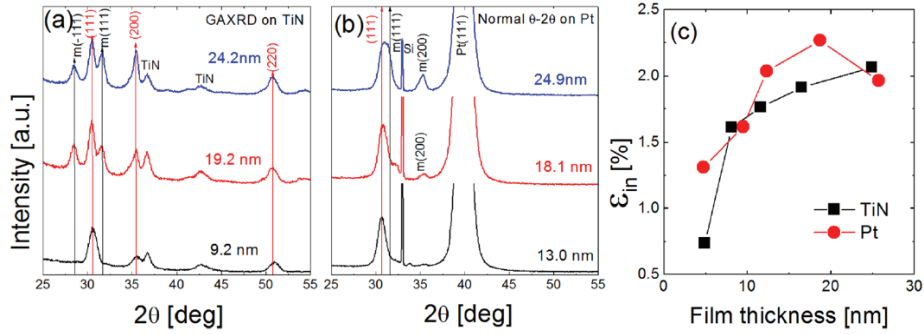 (a)
m(-111)
(111)
m(111)
(200)
GAXRD on TiN
TiN
TiN
(220)
24.2nm
19.2 nm
9.2 nm
Intensity [a.u.]
25 30 35 40 45 50 55
2θ [deg]
(b)
(111)
m(111)
Si
m(200)
Pt(111)
Normal θ-2θ on Pt
24.9nm
m(200)
18.1 nm
13.0 nm
25 30 35 40 45 50 55
2θ [deg]
(c)
2.5
2.0
1.5
1.0
0.5
εin [%]
TiN
Pt
0 10 20 30
Film thickness [nm]